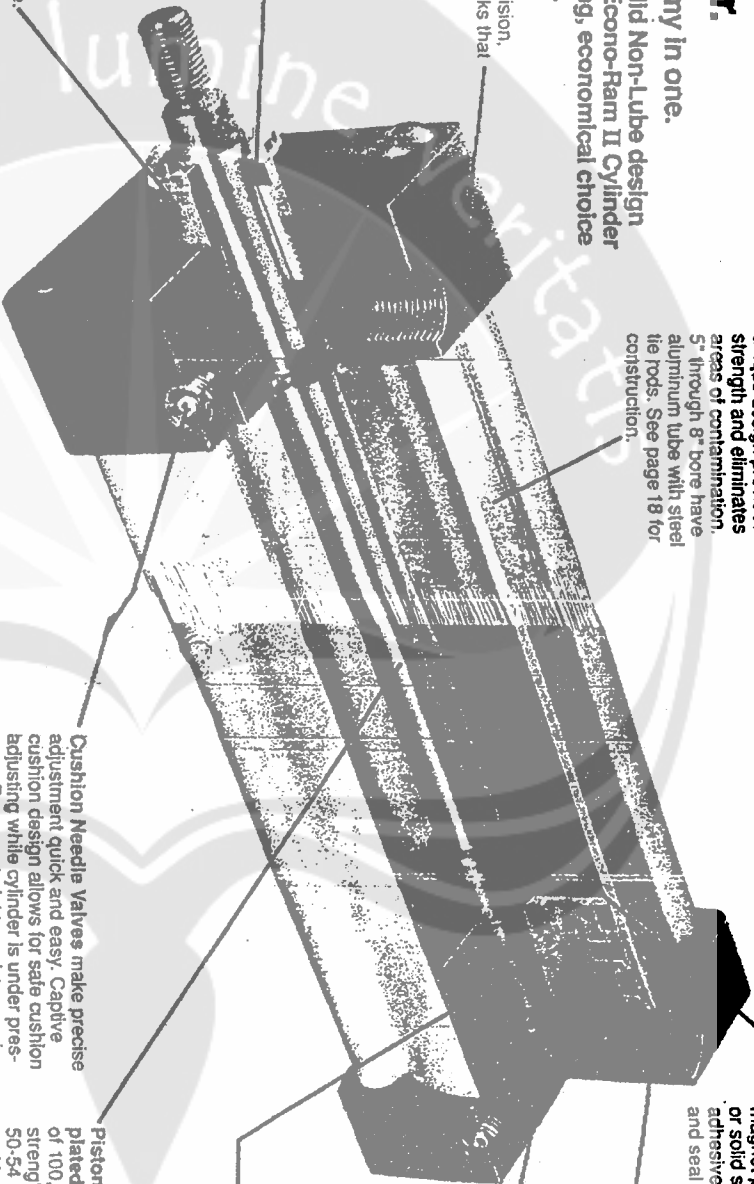 r.
ny in one.
lid Non-Lube design
Econo-Ram II Cylinder
g, economical choice
ision,
ks that
strength and eliminates
areas of contamination.
5" through 8" bore have
aluminum tube with steel
tie rods. See page 18 for
construction.
Cushion Needle Valves make precise
adjustment quick and easy. Captive
cushion design allows for safe cushion
adjusting while cylinder is under pres-
Piston
plated
of 100,
streng
50-54
or solid s
adhesive
and seal
lumine veritatis